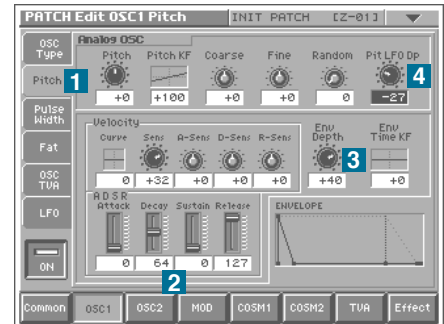 PATCH Edit OSC1 Pitch INIT PATCH [Z-01]
OSC Type
Pitch
Pulse Width
Fat
OSC TVA
LFO
ON
Analog OSC
Pitch Pitch KF Coarse Fine Random Pit LFO Dp
+0 +100 +0 +0 0 -27
1
4
Velocity
Curve Sens A-Sens D-Sens R-Sens
0 +32 +0 +0 +0
Env Depth Env Time KF
+40 +0
3
ADSR
Attack Decay Sustain Release
0 64 0 127
2
ENVELOPE
Common OSC1 OSC2 MOD COSM1 COSM2 TVA Effect